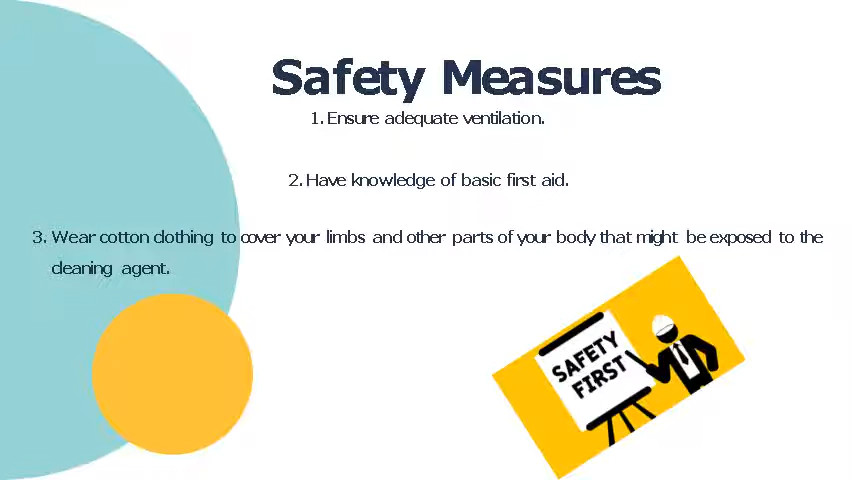 Safety Measures
1. Ensure adequate ventilation.
2. Have knowledge of basic first aid.
3. Wear cotton clothing to cover your limbs and other parts of your body that might be exposed to the
cleaning agent.
SAFETY
FIRST